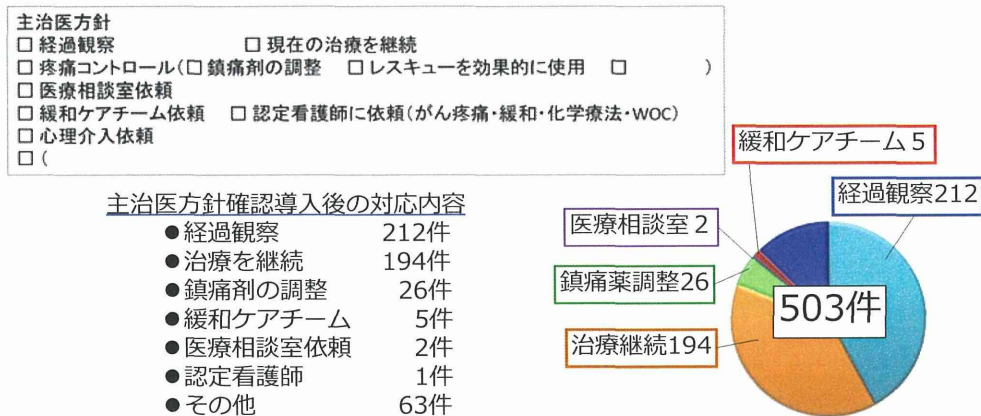 主治医方針
□ 経過観察　□ 現在の治療を継続
□ 疼痛コントロール(□ 鎮痛剤の調整　□ レスキューを効果的に使用　□　)
□ 医療相談室依頼
□ 緩和ケアチーム依頼　□ 認定看護師に依頼(がん疼痛・緩和・化学療法・WOC)
□ 心理介入依頼
□ (
主治医方針確認導入後の対応内容
●経過観察　212件
●治療を継続　194件
●鎮痛剤の調整　26件
●緩和ケアチーム　5件
●医療相談室依頼　2件
●認定看護師　1件
●その他　63件
緩和ケアチーム 5
経過観察212
医療相談室 2
鎮痛薬調整26
503件
治療継続194